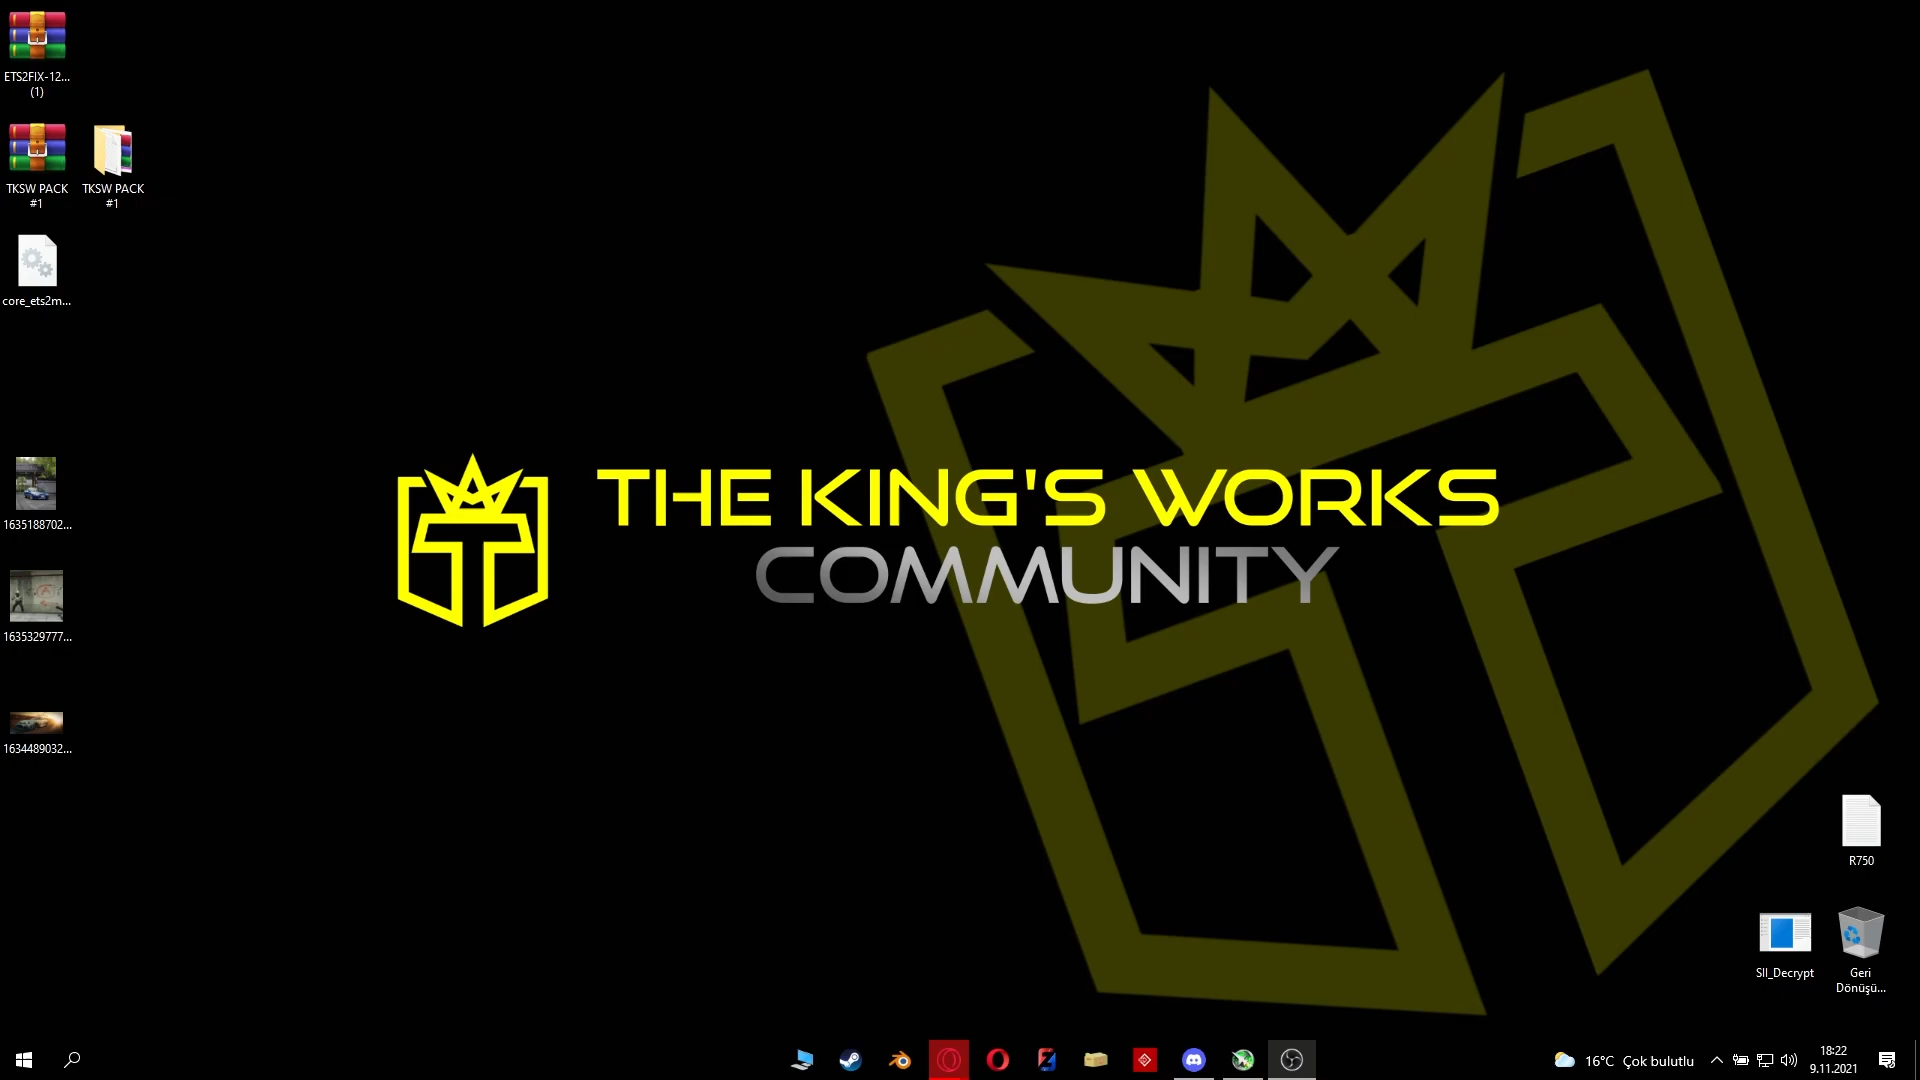 ETS2FIX-12...
(1)
TKSW PACK
#1
TKSW PACK
#1
core_ets2m...
1635188702...
1635329777...
1634489032...
THE KING'S WORKS
COMMUNITY
R750
SII_Decrypt
Geri
Dönüşü...
16°C Çok bulutlu
18:22
9.11.2021